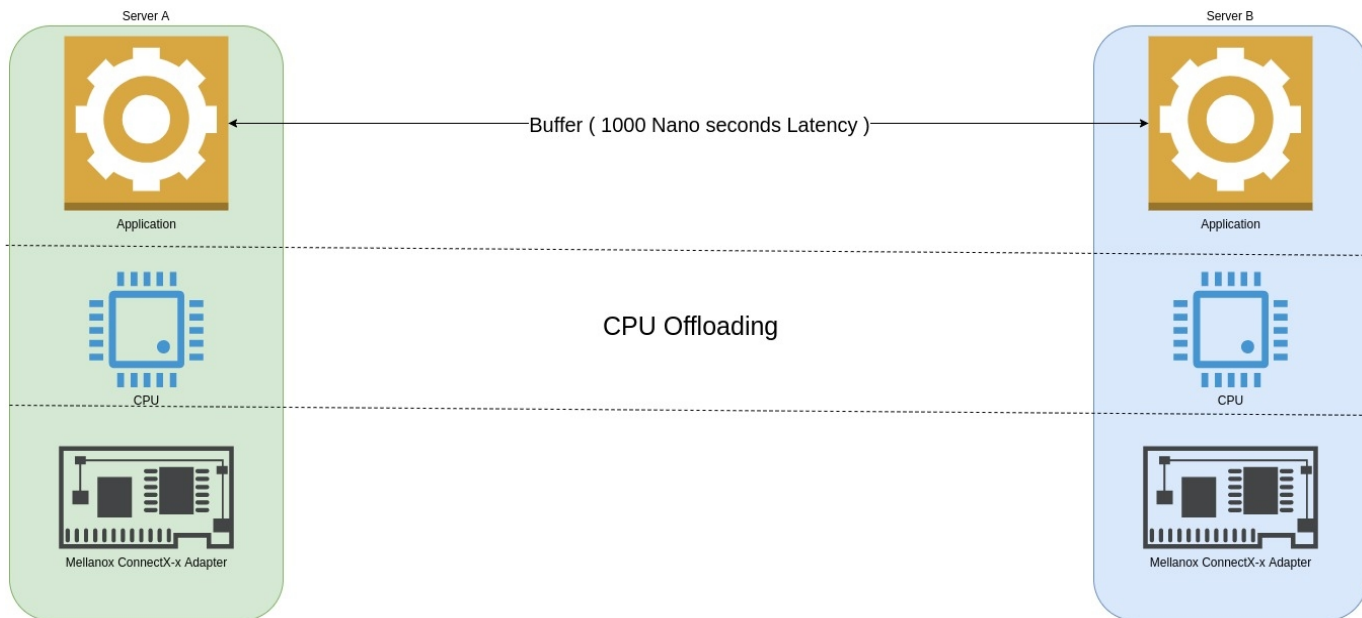 Server A
Server B
Buffer ( 1000 Nano seconds Latency )
Application
Application
CPU Offloading
CPU
CPU
Mellanox ConnectX-x Adapter
Mellanox ConnectX-x Adapter